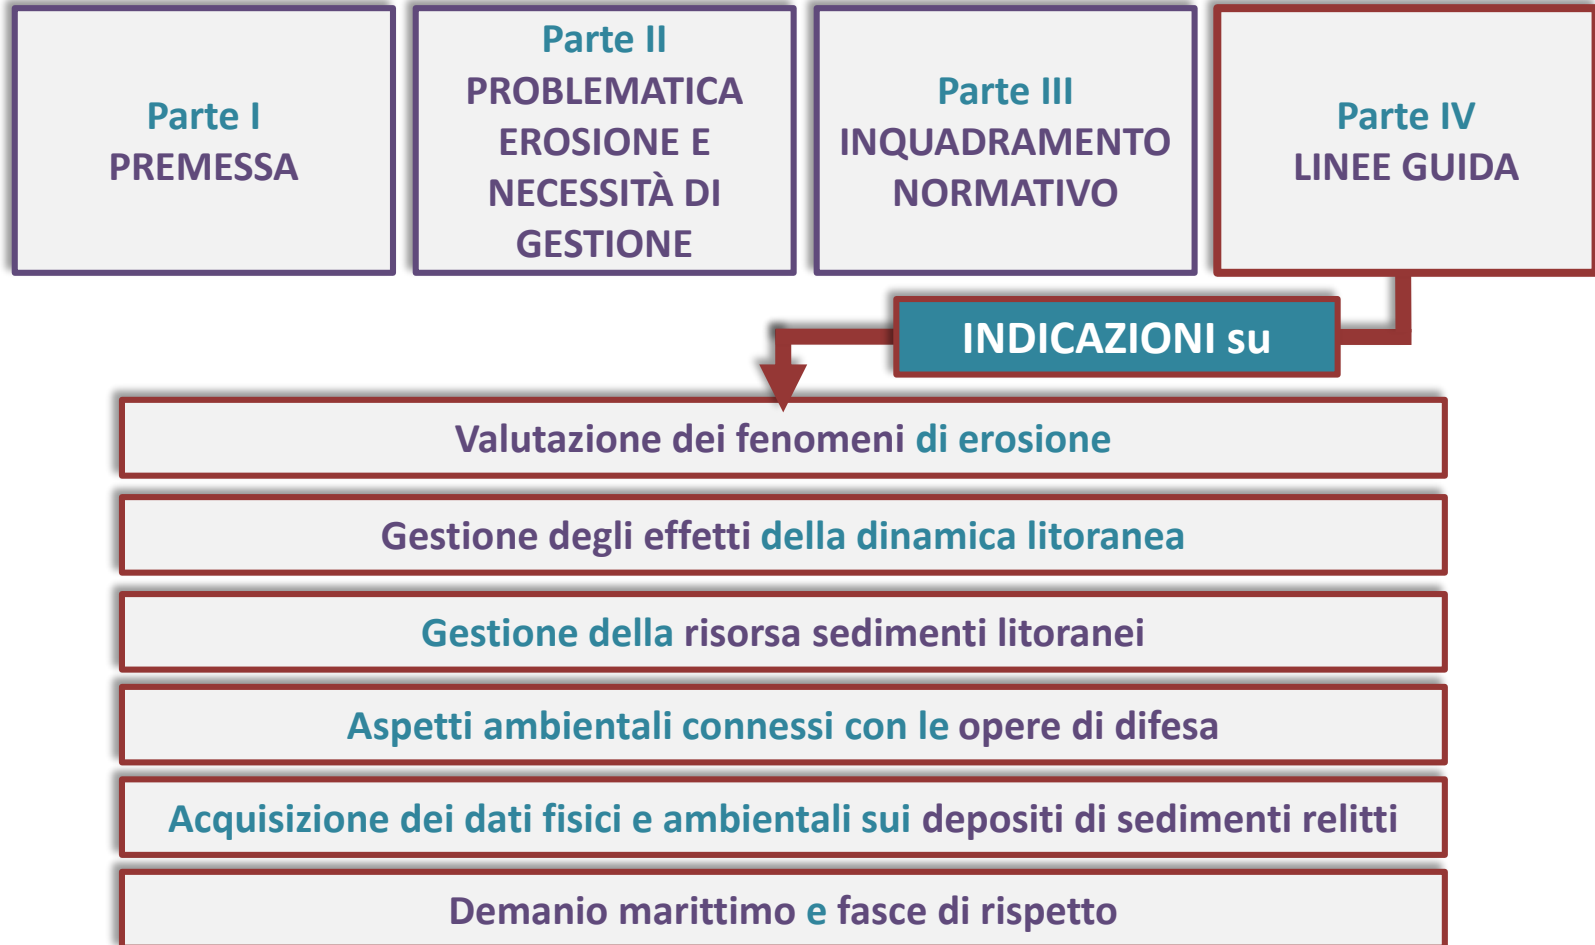 Parte I
PREMESSA
Parte II
PROBLEMATICA
EROSIONE E
NECESSITÀ DI
GESTIONE
Parte III
INQUADRAMENTO
NORMATIVO
Parte IV
LINEE GUIDA
INDICAZIONI su
Valutazione dei fenomeni di erosione
Gestione degli effetti della dinamica litoranea
Gestione della risorsa sedimenti litoranei
Aspetti ambientali connessi con le opere di difesa
Acquisizione dei dati fisici e ambientali sui depositi di sedimenti relitti
Demanio marittimo e fasce di rispetto